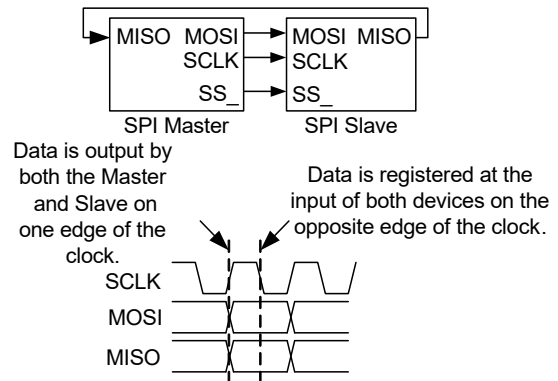 MISO MOSI MOSI MISO
SCLK SCLK
SS_ SS_
SPI Master SPI Slave
Data is output by
both the Master
and Slave on
one edge of the
clock.
Data is registered at the
input of both devices on the
opposite edge of the clock.
SCLK
MOSI
MISO